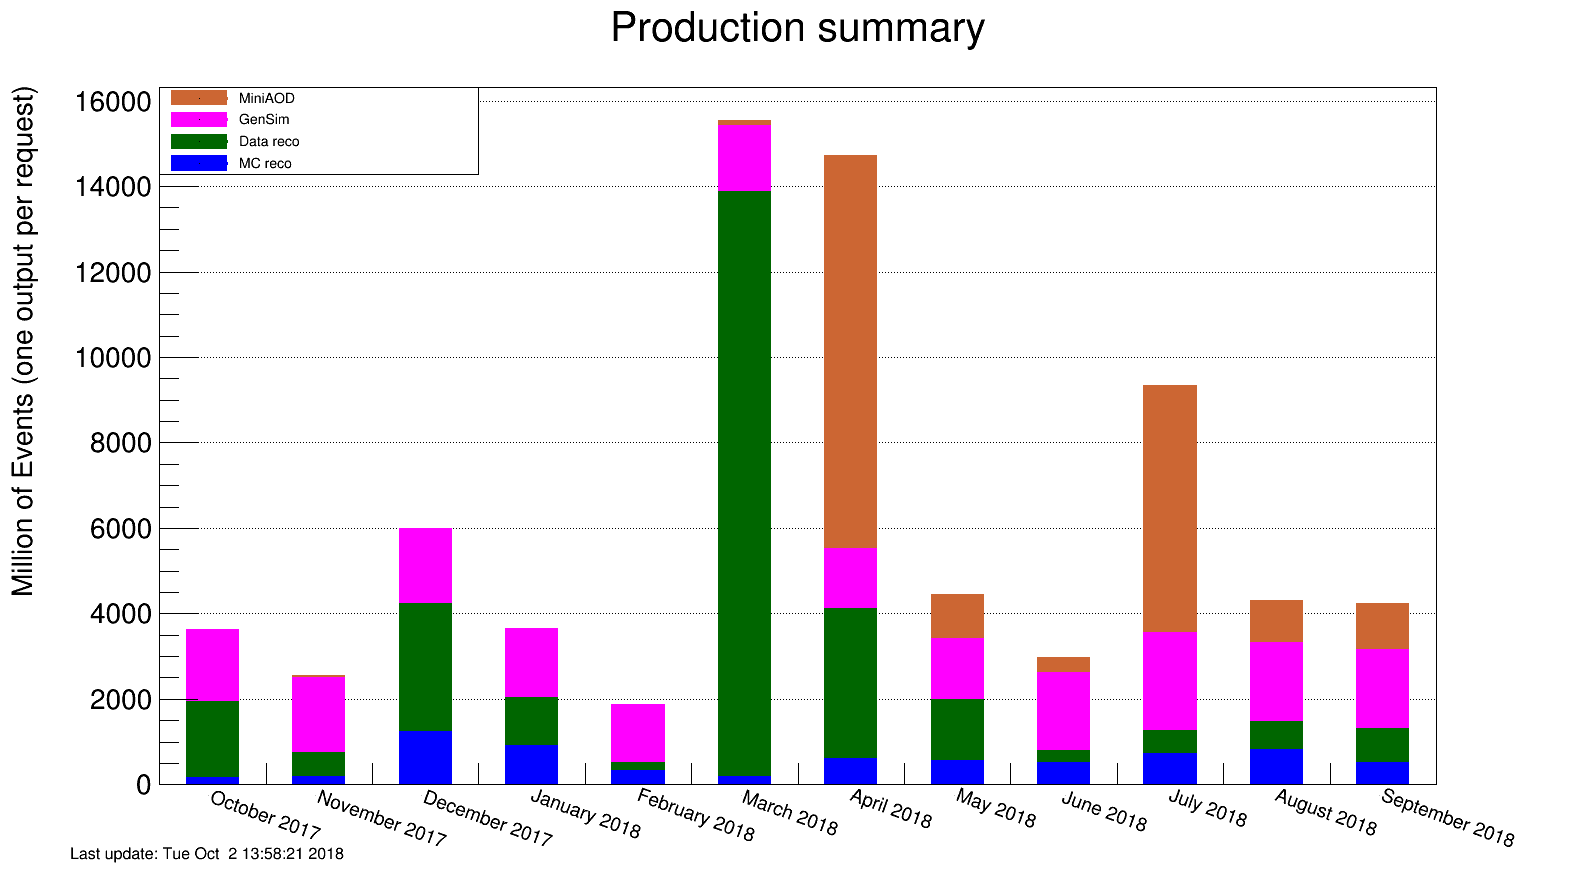 Production summary
Million of Events (one output per request)
16000
14000
12000
10000
8000
6000
4000
2000
0
MiniAOD
GenSim
Data reco
MC reco
October 2017
November 2017
December 2017
January 2018
February 2018
March 2018
April 2018
May 2018
June 2018
July 2018
August 2018
September 2018
Last update: Tue Oct  2 13:58:21 2018